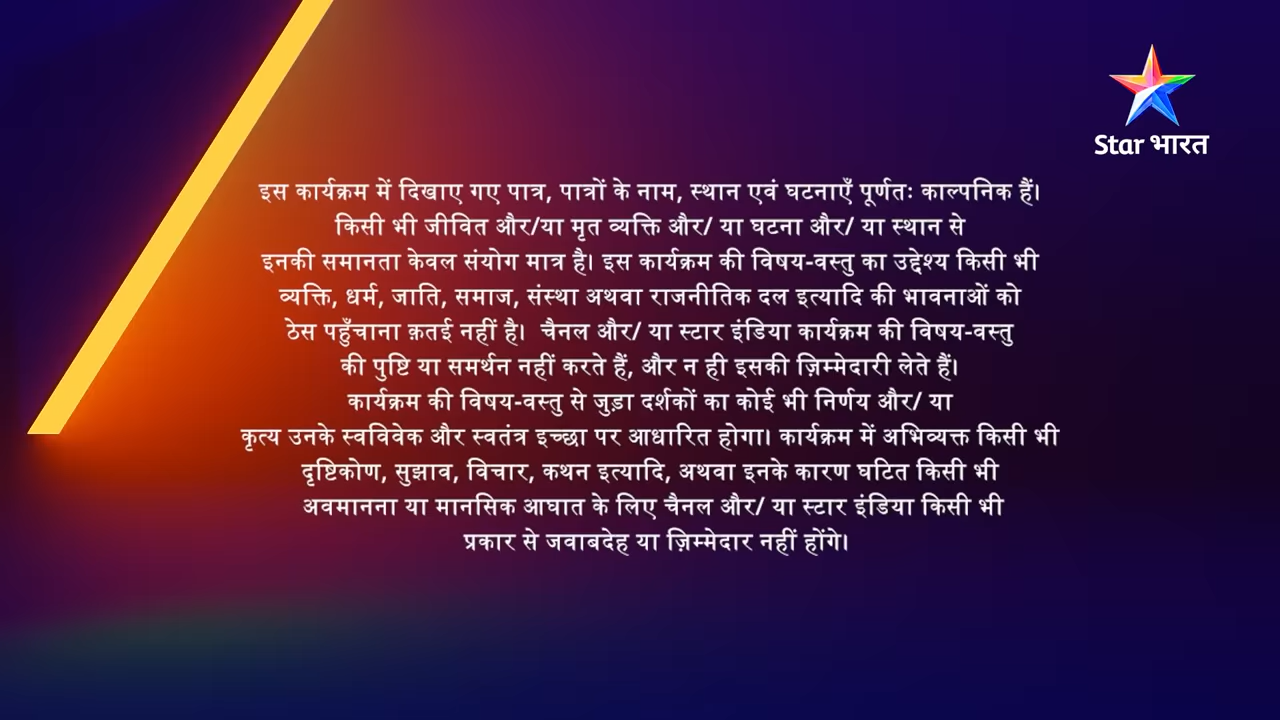 Star भारत
इस कार्यक्रम में दिखाए गए पात्र, पात्रों के नाम, स्थान एवं घटनाएँ पूर्णतः काल्पनिक हैं।
किसी भी जीवित और/या मृत व्यक्ति और/ या घटना और/ या स्थान से
इनकी समानता केवल संयोग मात्र है। इस कार्यक्रम की विषय-वस्तु का उद्देश्य किसी भी
व्यक्ति, धर्म, जाति, समाज, संस्था अथवा राजनीतिक दल इत्यादि की भावनाओं को
ठेस पहुँचाना क़तई नहीं है। चैनल और/ या स्टार इंडिया कार्यक्रम की विषय-वस्तु
की पुष्टि या समर्थन नहीं करते हैं, और न ही इसकी ज़िम्मेदारी लेते हैं।
कार्यक्रम की विषय-वस्तु से जुड़ा दर्शकों का कोई भी निर्णय और/ या
कृत्य उनके स्वविवेक और स्वतंत्र इच्छा पर आधारित होगा। कार्यक्रम में अभिव्यक्त किसी भी
दृष्टिकोण, सुझाव, विचार, कथन इत्यादि, अथवा इनके कारण घटित किसी भी
अवमानना या मानसिक आघात के लिए चैनल और/ या स्टार इंडिया किसी भी
प्रकार से जवाबदेह या ज़िम्मेदार नहीं होंगे।